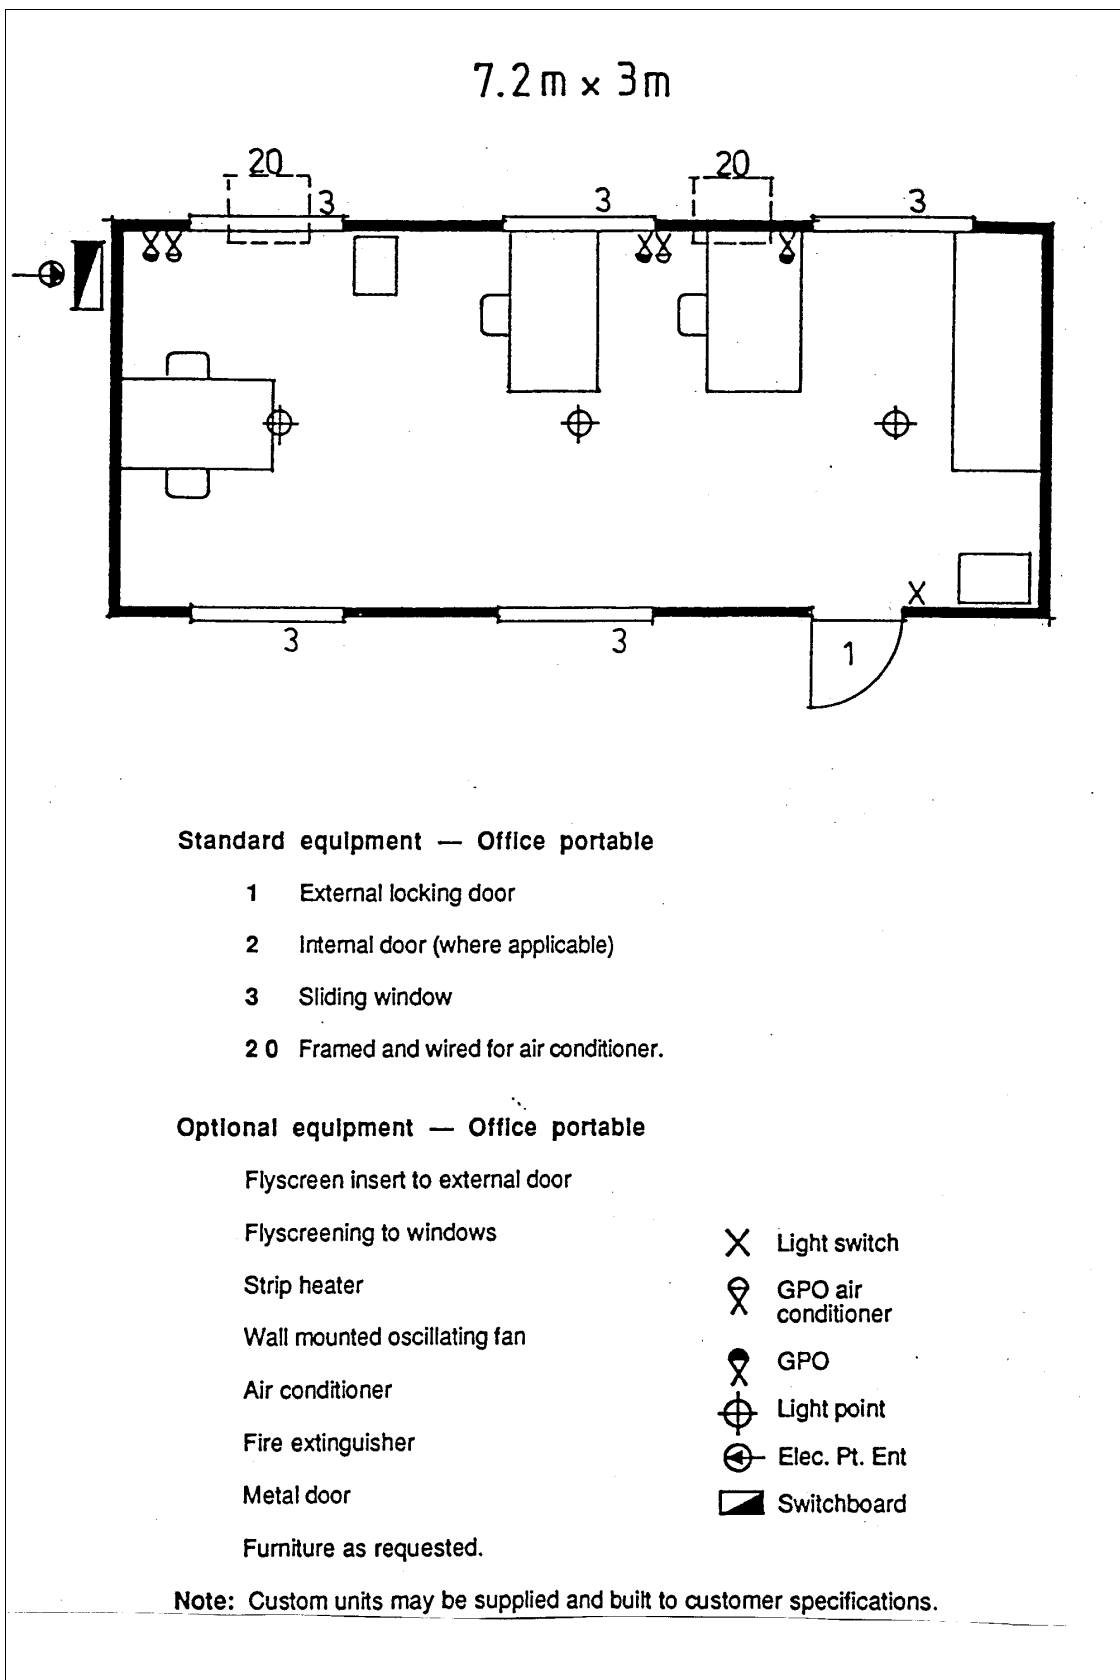 7.2m x 3m
20
3
3
20
3
3
3
1
Standard equipment — Office portable
1 External locking door
2 Internal door (where applicable)
3 Sliding window
20 Framed and wired for air conditioner.
Optional equipment — Office portable
Flyscreen insert to external door
Flyscreening to windows
Strip heater
Wall mounted oscillating fan
Air conditioner
Fire extinguisher
Metal door
Furniture as requested.
Light switch
GPO air
conditioner
GPO
Light point
Elec. Pt. Ent
Switchboard
Note: Custom units may be supplied and built to customer specifications.